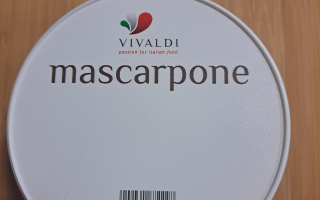 VIVALDI
passion for italian food
mascarpone